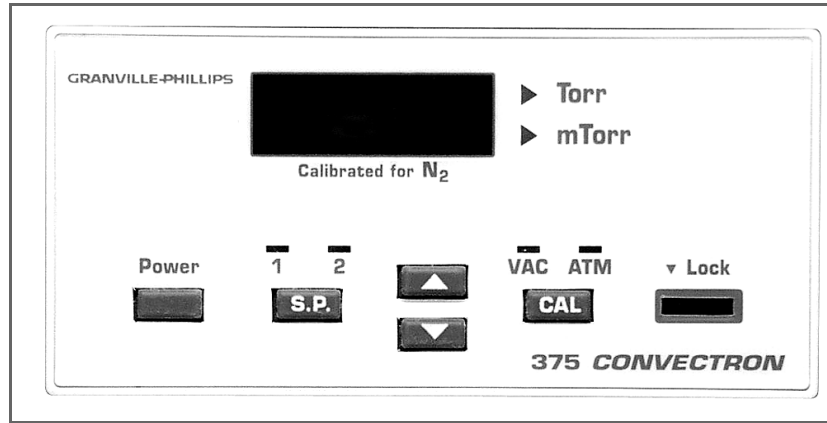 GRANVILLE-PHILLIPS
▶ Torr
▶ mTorr
Calibrated for N₂
Power
1 2
VAC ATM
▼ Lock
S.P.
CAL
375 CONVECTRON